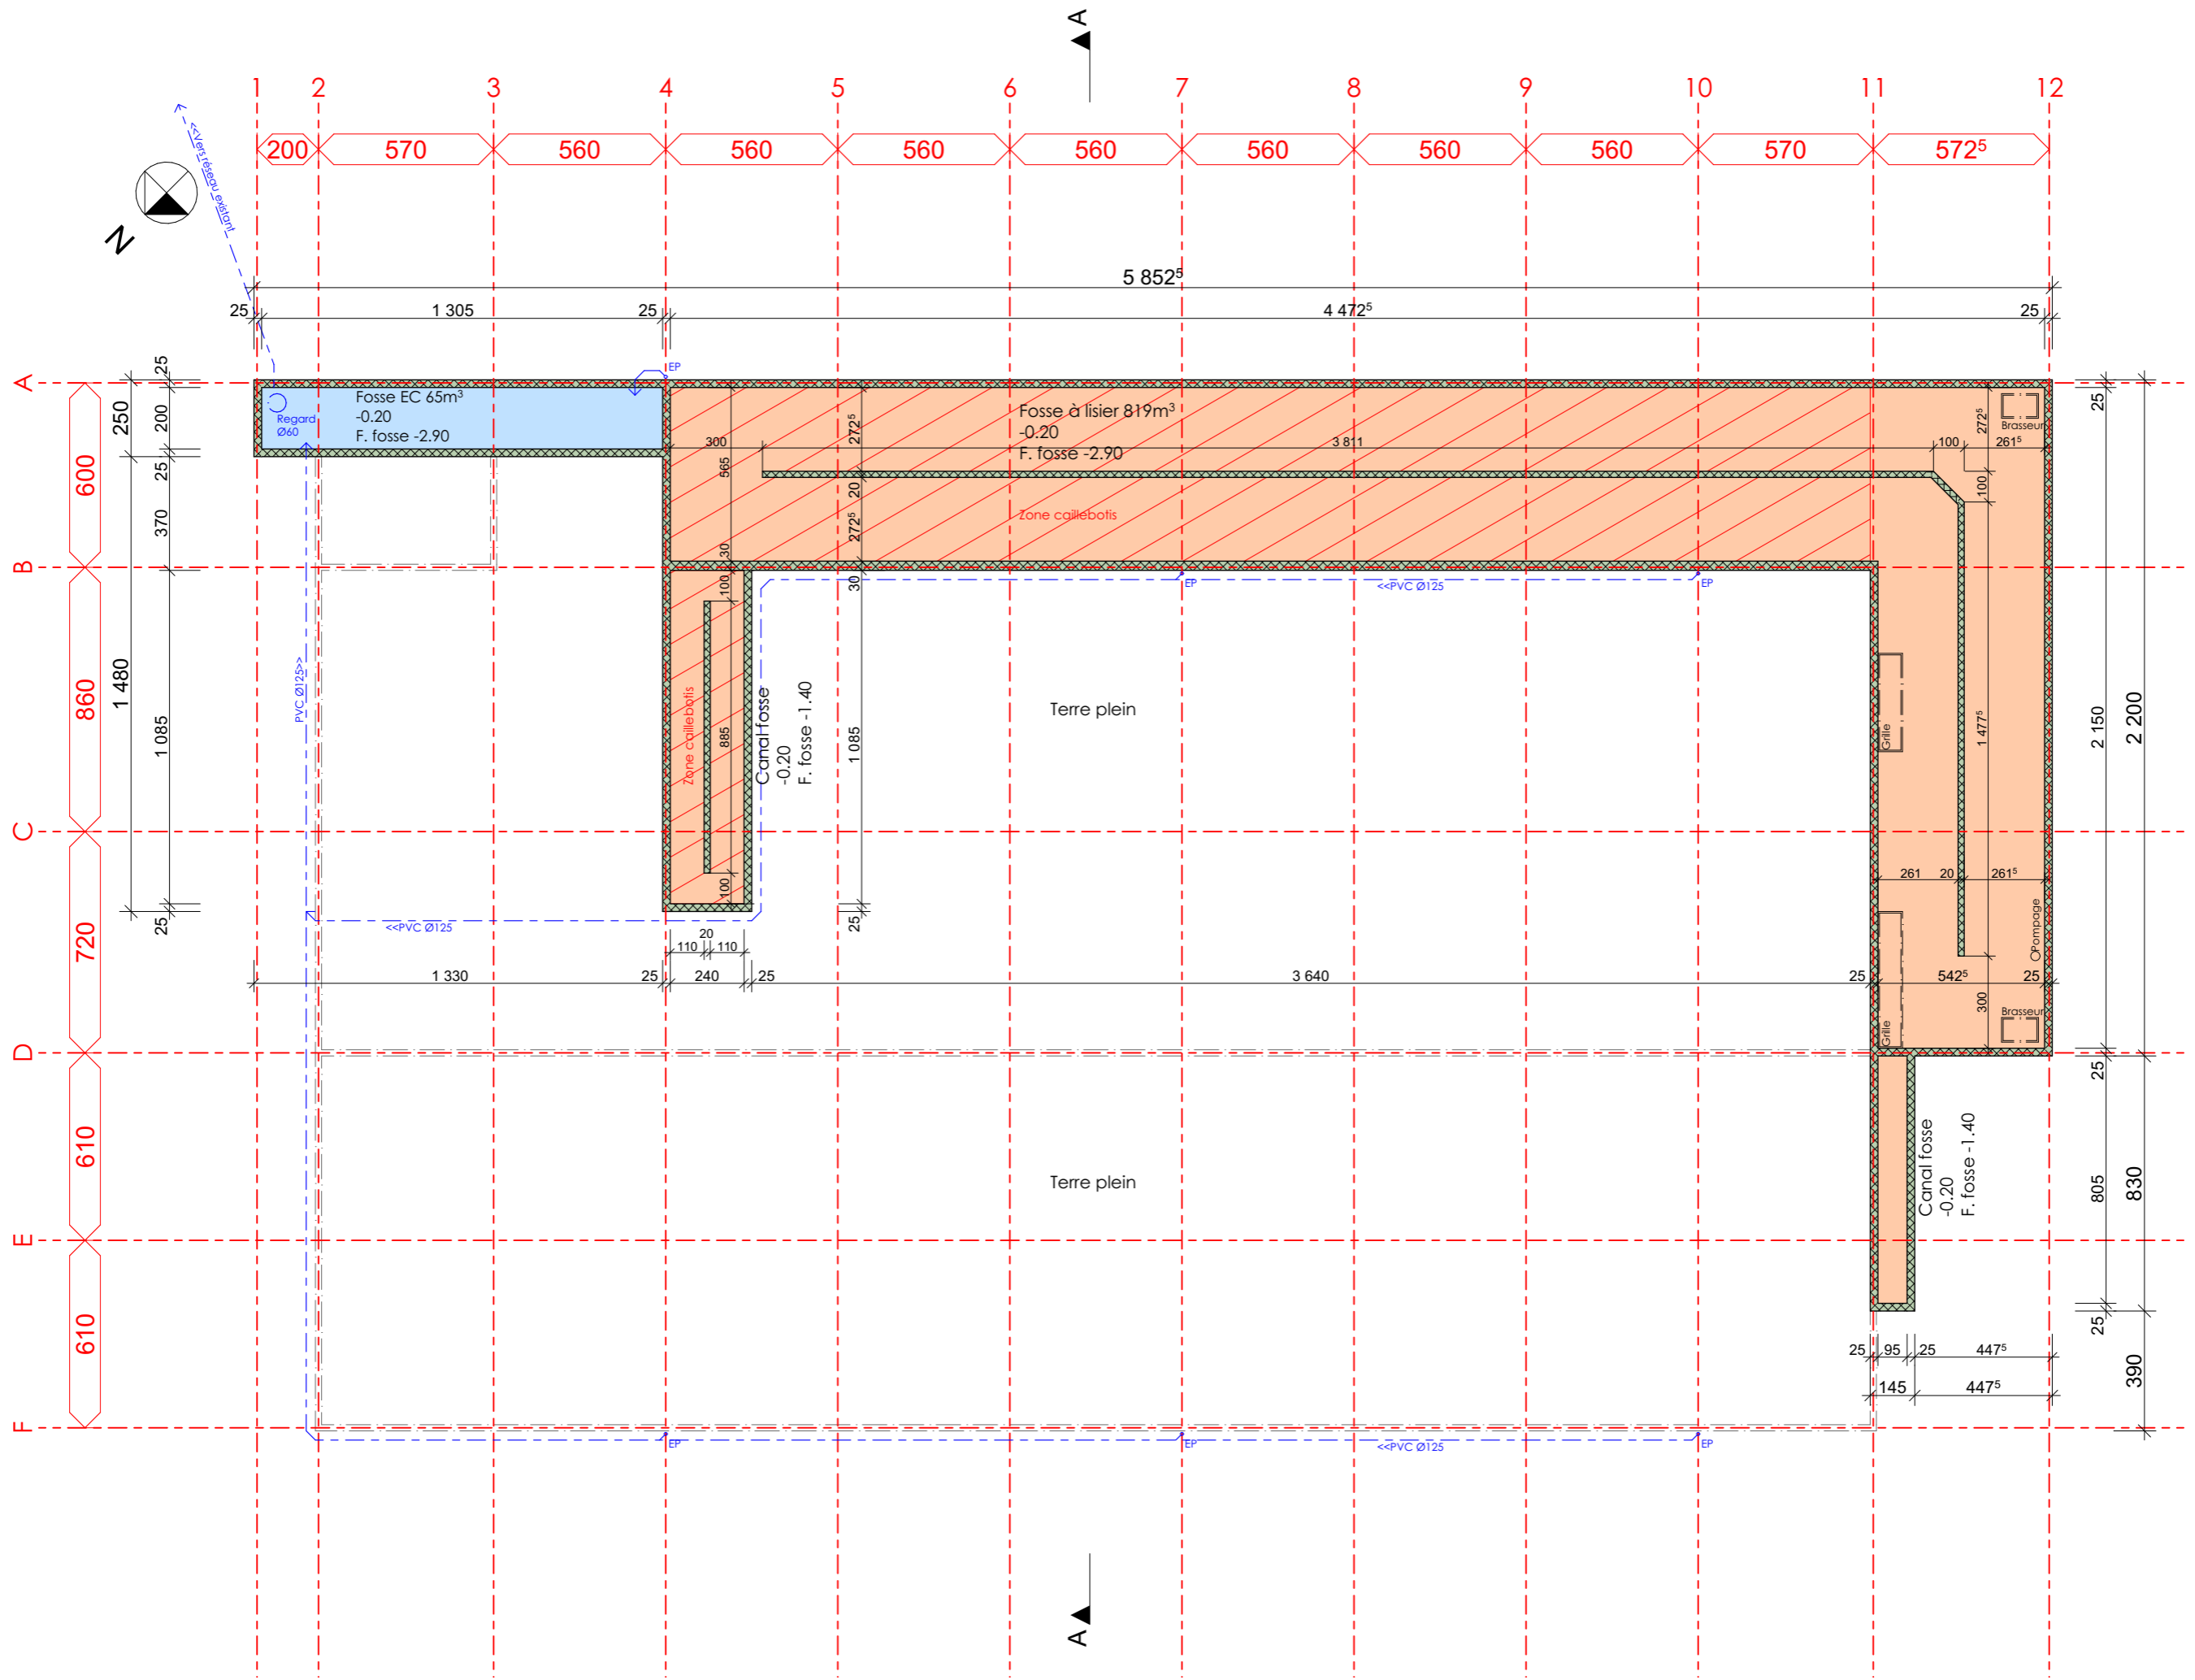 A
1 2 3 4 5 6 7 8 9 10 11 12
200 570 560 560 560 560 560 560 560 570 572⁵
<<Vers réseau existant
N
5 852⁵
25 1 305 25 4 472⁵ 25
EP
A
B
C
D
E
F
600
860
720
610
610
250
1 480
25
200
25
370
1 085
25
Fosse EC 65m³
-0.20
F. fosse -2.90
Regard
Ø60
Fosse à lisier 819m³
-0.20
F. fosse -2.90
300
3 811
100
261⁵
565
30
272⁵
20
272⁵
30
Zone caillebotis
Brasseur
272⁵
100
1 477⁵
300
100
885
100
Zone caillebotis
Canal fosse
-0.20
F. fosse -1.40
1 085
25
EP
<<PVC Ø125
EP
PVC Ø125>>
Terre plein
Grille
261 20 261⁵
Pompage
<<PVC Ø125
20
110 110
1 330 25 240 25 3 640 25 542⁵ 25
Grille
Brasseur
25
2 150
2 200
25
805
830
25
390
Terre plein
Canal fosse
-0.20
F. fosse -1.40
25 95 25 447⁵
145 447⁵
EP
EP
<<PVC Ø125
EP
A